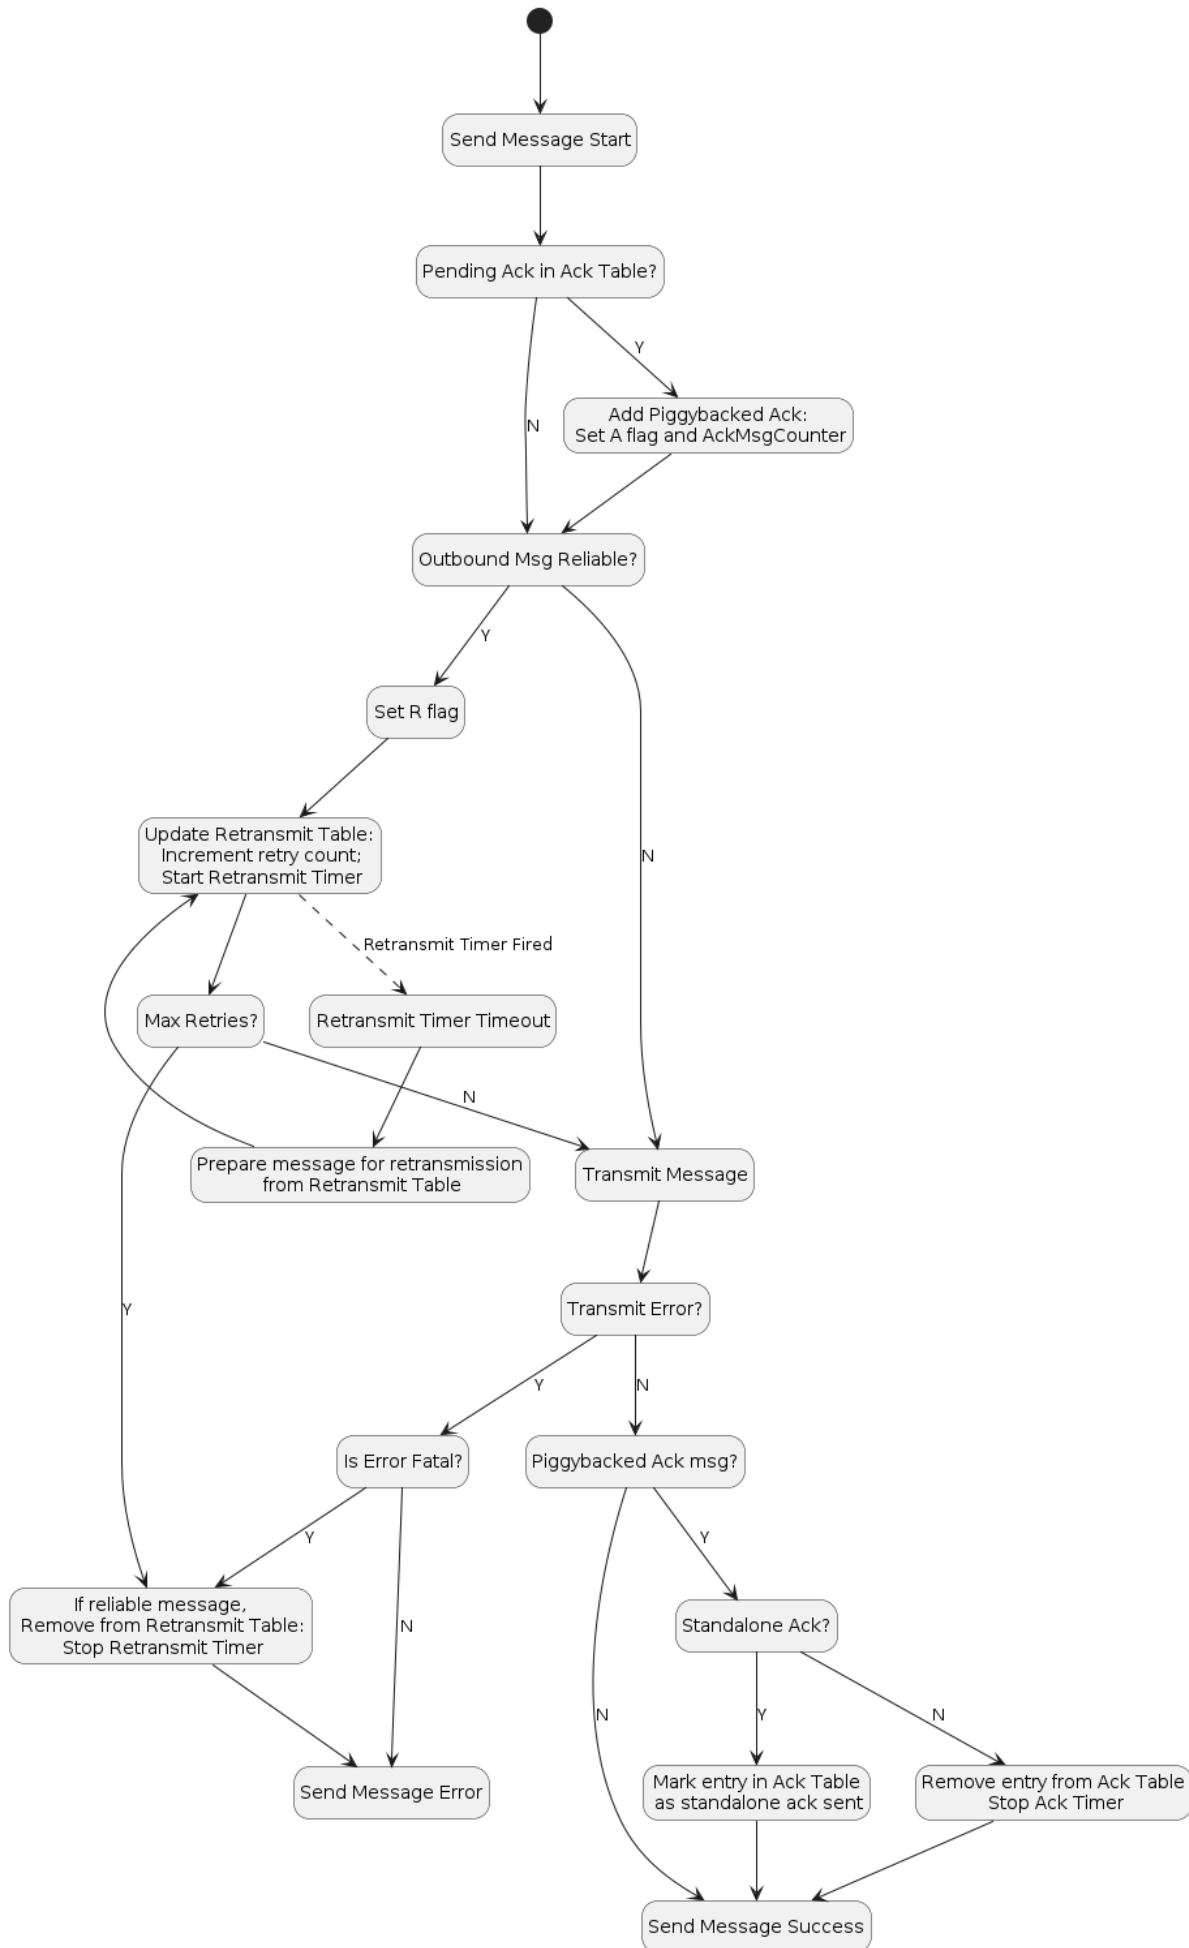 Send Message Start
Pending Ack in Ack Table?
Y
Add Piggybacked Ack:
Set A flag and AckMsgCounter
N
Outbound Msg Reliable?
Y
Set R flag
Update Retransmit Table:
Increment retry count;
Start Retransmit Timer
N
Retransmit Timer Fired
Max Retries?
Retransmit Timer Timeout
N
Prepare message for retransmission
from Retransmit Table
Transmit Message
Y
Transmit Error?
Y
N
Is Error Fatal?
Piggybacked Ack msg?
Y
Y
If reliable message,
Remove from Retransmit Table:
Stop Retransmit Timer
N
Standalone Ack?
N
Y
N
Send Message Error
Mark entry in Ack Table
as standalone ack sent
Remove entry from Ack Table
Stop Ack Timer
Send Message Success